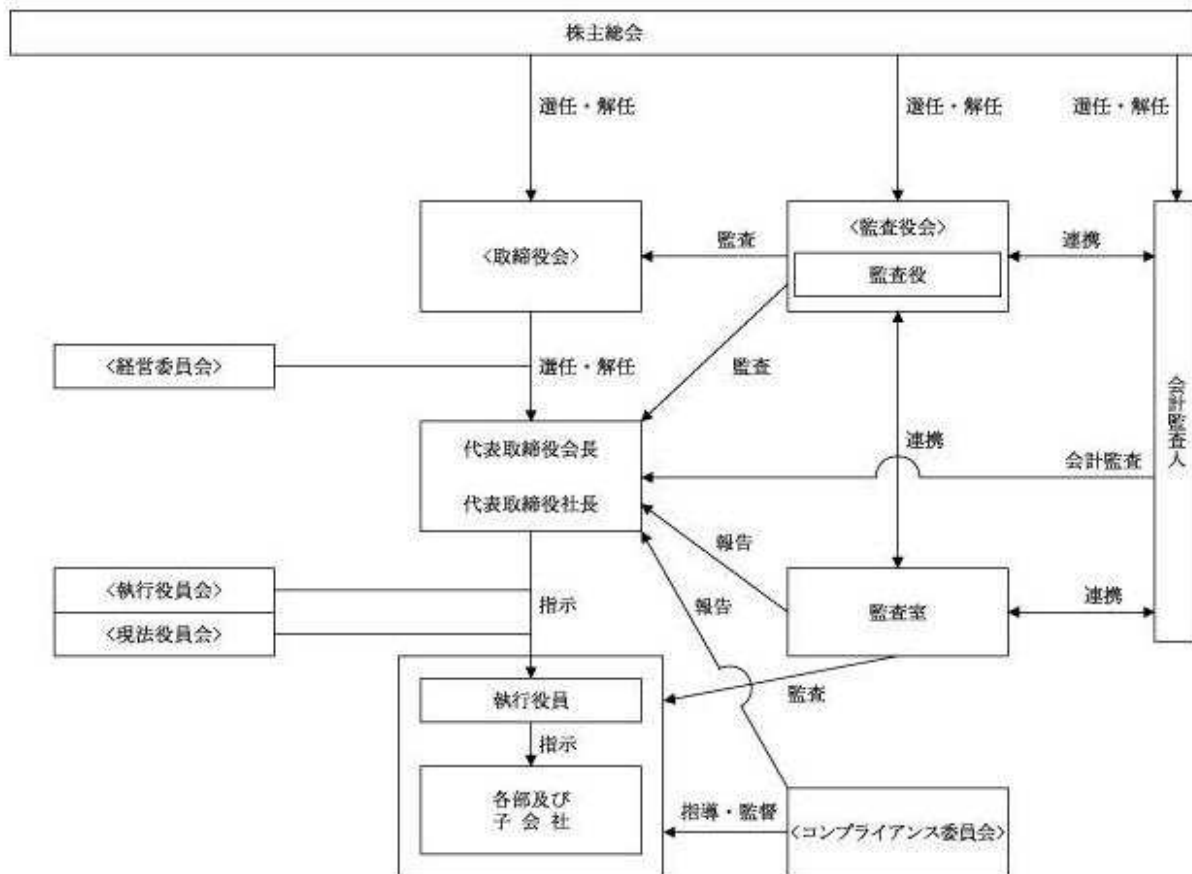 株主総会
選任・解任
選任・解任
選任・解任
<取締役会>
監査
<監査役会>
監査役
連携
<経営委員会>
選任・解任
監査
会計監査人
代表取締役会長
代表取締役社長
連携
会計監査
報告
<執行役員会>
<現法役員会>
指示
報告
監査室
連携
執行役員
監査
指示
各部及び
子会社
指導・監督
<コンプライアンス委員会>